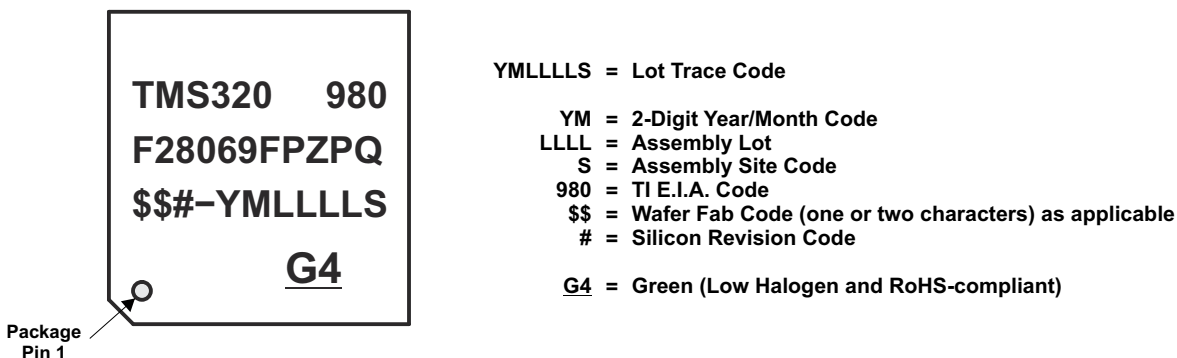 TMS320 980
F28069FPZPQ
$$#−YMLLLLS
G4
Package
Pin 1
YMLLLLS = Lot Trace Code
YM = 2-Digit Year/Month Code
LLLL = Assembly Lot
S = Assembly Site Code
980 = TI E.I.A. Code
$$ = Wafer Fab Code (one or two characters) as applicable
# = Silicon Revision Code
G4 = Green (Low Halogen and RoHS-compliant)